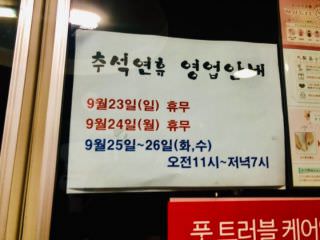 추석연휴 영업안내
9월23일(일) 휴무
9월24일(월) 휴무
9월25일~26일(화,수)
오전11시~저녁7시
푸 트러블 케어